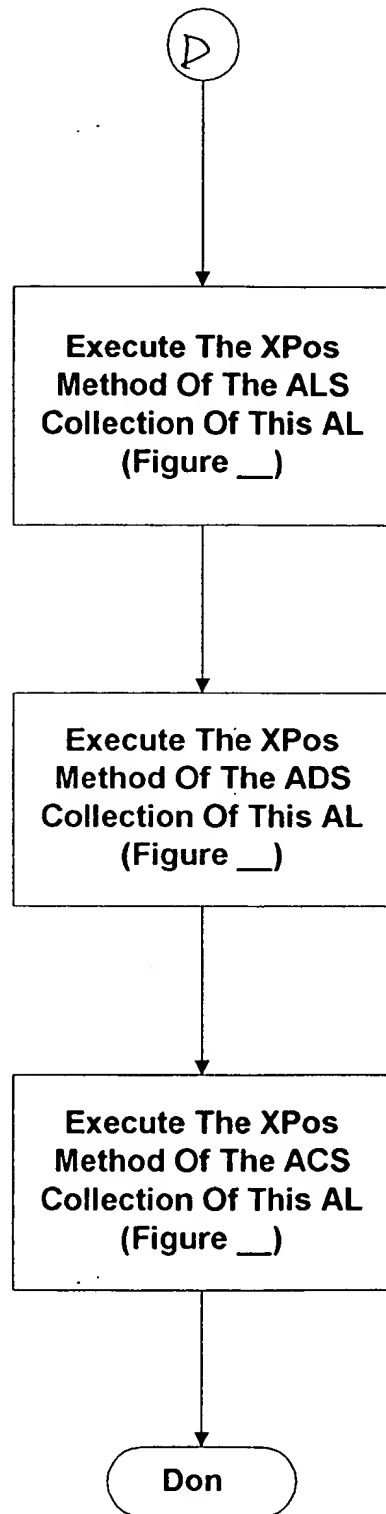 D
Execute The XPos
Method Of The ALS
Collection Of This AL
(Figure __)
Execute The XPos
Method Of The ADS
Collection Of This AL
(Figure __)
Execute The XPos
Method Of The ACS
Collection Of This AL
(Figure __)
Don